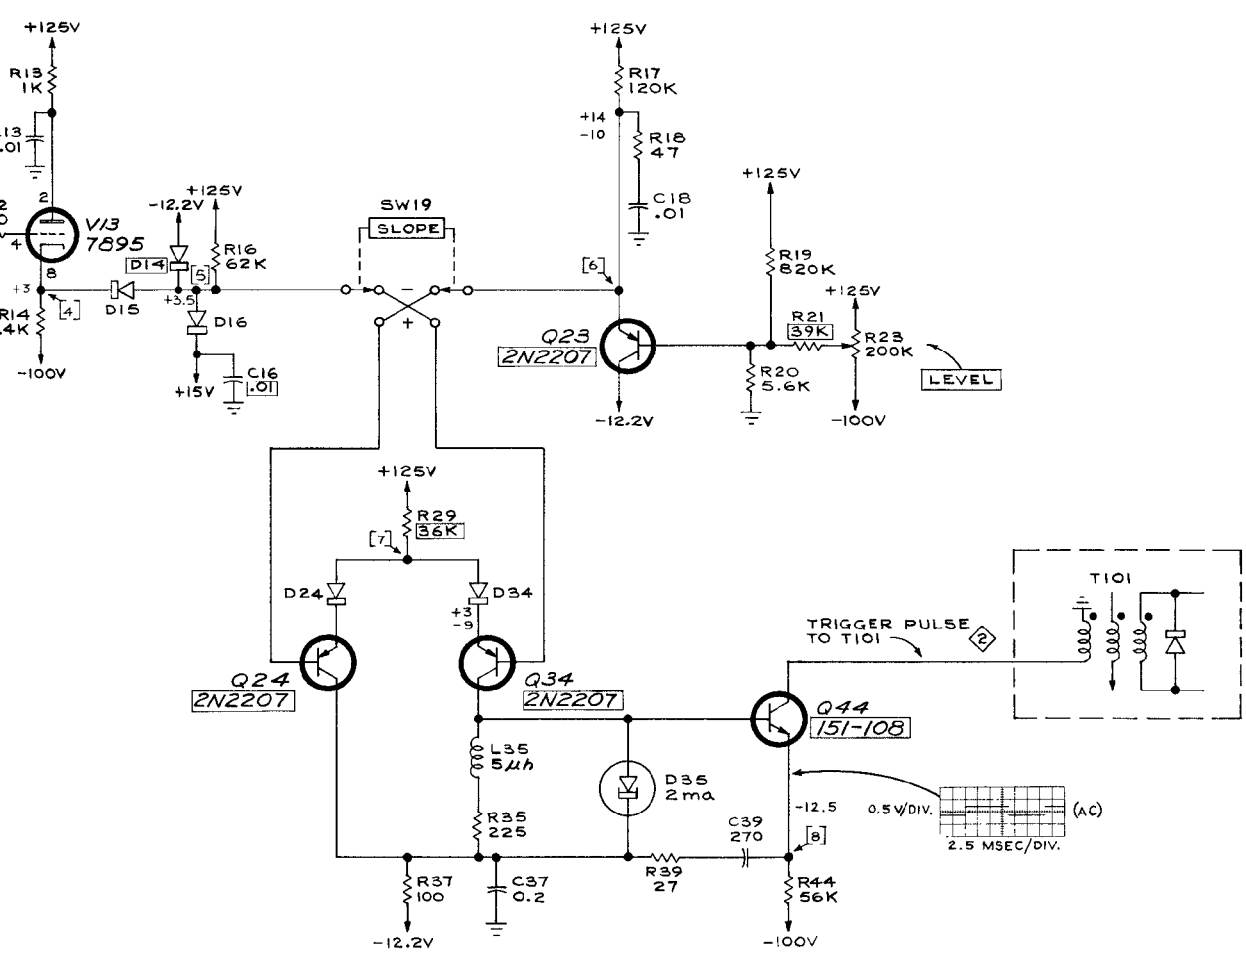 +125V
R13
1K
13
.01
2
4
V13
7895
8
+3
[4]
R14
.4K
-100V
-12.2V
+125V
D14
[5]
R16
62K
D15
+3.5
D16
+15V
C16
.01
SW19
SLOPE
-
+
+125V
R17
120K
+14
-10
R18
47
C18
.01
[6]
Q23
2N2207
-12.2V
+125V
R19
820K
R21
39K
R20
5.6K
+125V
R23
200K
LEVEL
-100V
+125V
R29
36K
[7]
D24
D34
+3
-9
Q24
2N2207
Q34
2N2207
L35
5μh
R35
225
D35
2ma
R37
100
-12.2V
C37
0.2
R39
27
C39
270
TRIGGER PULSE
TO T101
2
T101
Q44
151-108
-12.5
[8]
0.5V/DIV.
(AC)
2.5 MSEC/DIV.
R44
56K
-100V